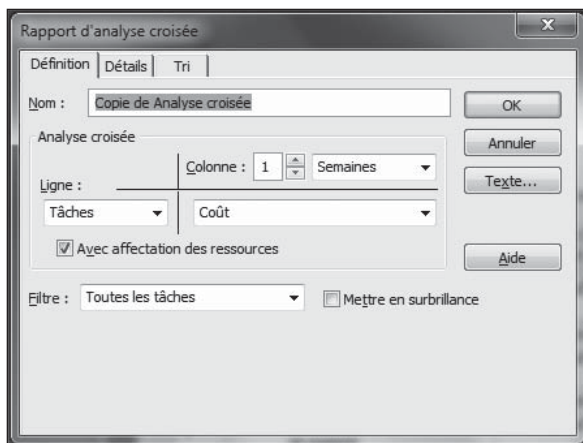 Rapport d'analyse croisée
Définition Détails Tri
Nom : Copie de Analyse croisée
OK
Analyse croisée
Annuler
Colonne : 1 Semaines
Ligne :
Texte...
Tâches Coût
Avec affectation des ressources
Aide
Filtre : Toutes les tâches Mettre en surbrillance